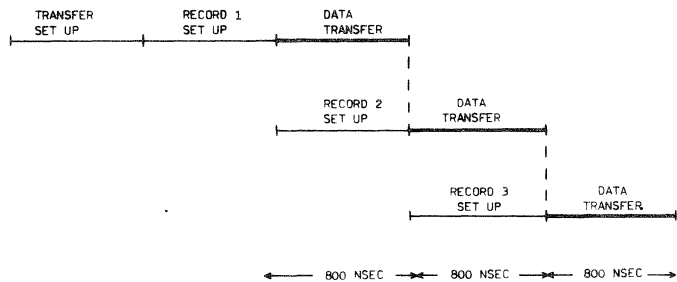 TRANSFER
SET UP
RECORD 1
SET UP
DATA
TRANSFER
RECORD 2
SET UP
DATA
TRANSFER
RECORD 3
SET UP
DATA
TRANSFER
800 NSEC
800 NSEC
800 NSEC